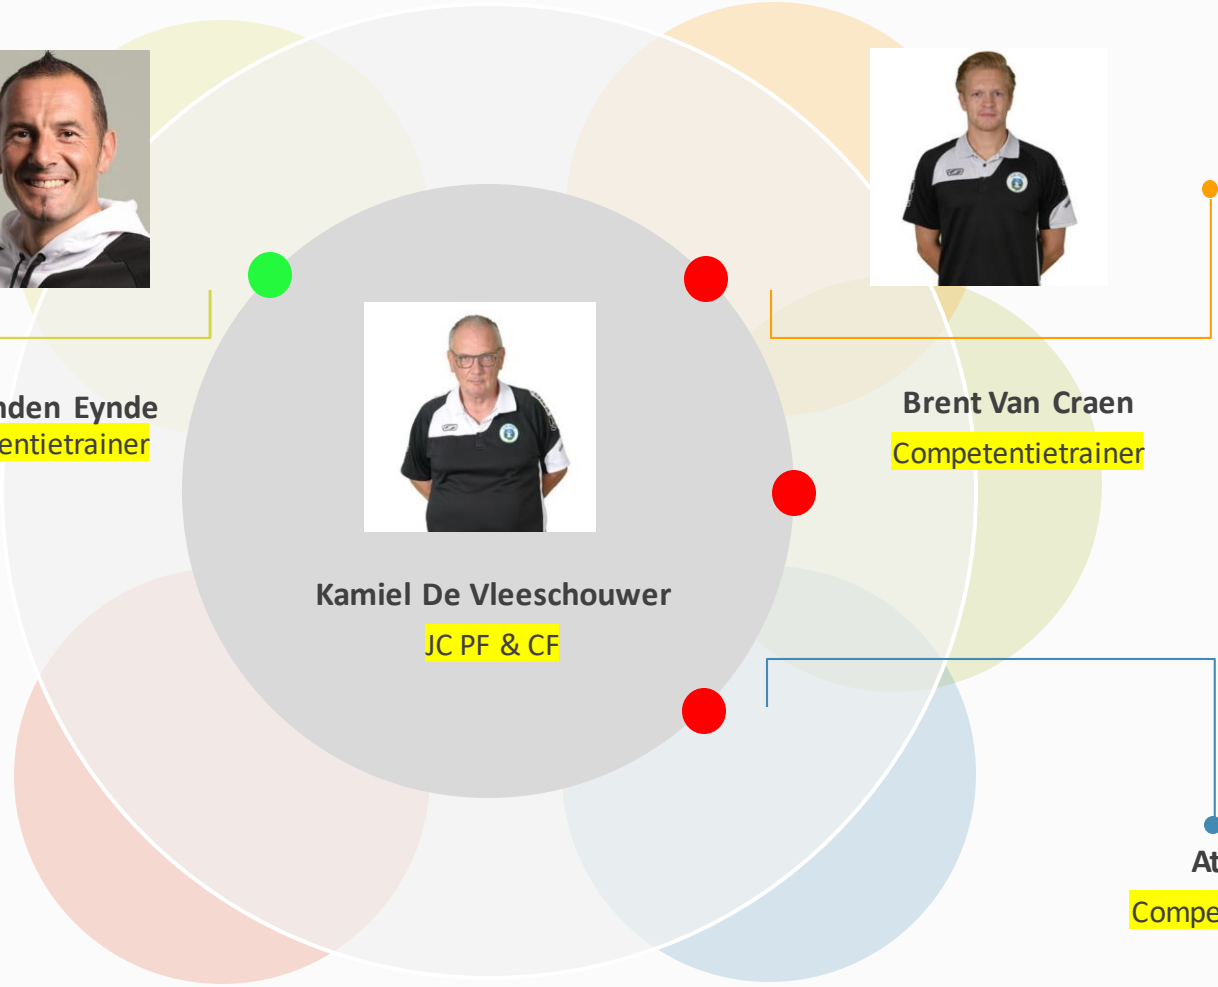 nden Eynde
entietrainer
Brent Van Craen
Competentietrainer
Kamiel De Vleeschouwer
JC PF & CF
At
Compe